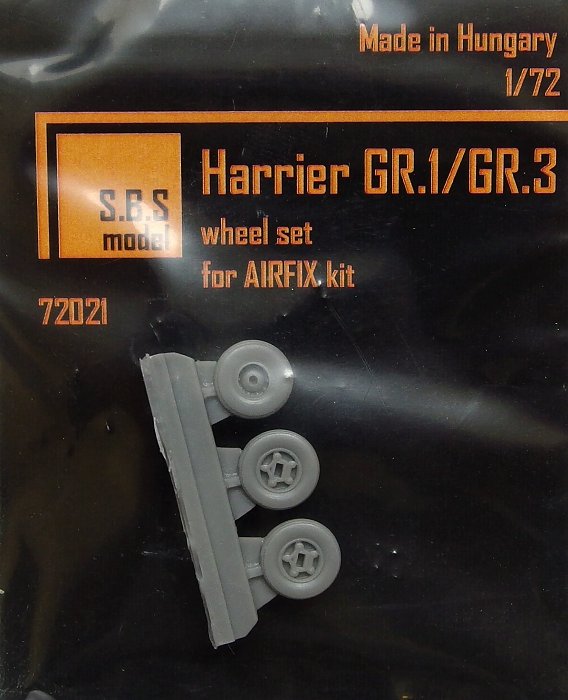 Made in Hungary
1/72
S.B.S
model
Harrier GR.1/GR.3
wheel set
for AIRFIX kit
72021